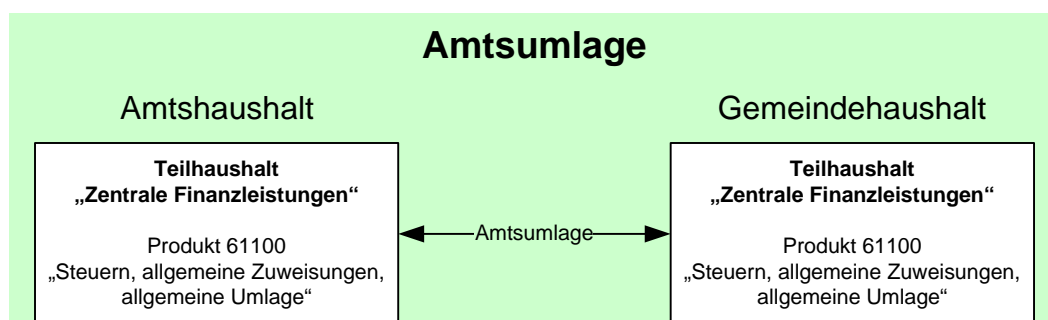 Amtsumlage
Amtshaushalt
Gemeindehaushalt
Teilhaushalt
„Zentrale Finanzleistungen“
Produkt 61100
„Steuern, allgemeine Zuweisungen,
allgemeine Umlage“
Amtsumlage
Teilhaushalt
„Zentrale Finanzleistungen“
Produkt 61100
„Steuern, allgemeine Zuweisungen,
allgemeine Umlage“